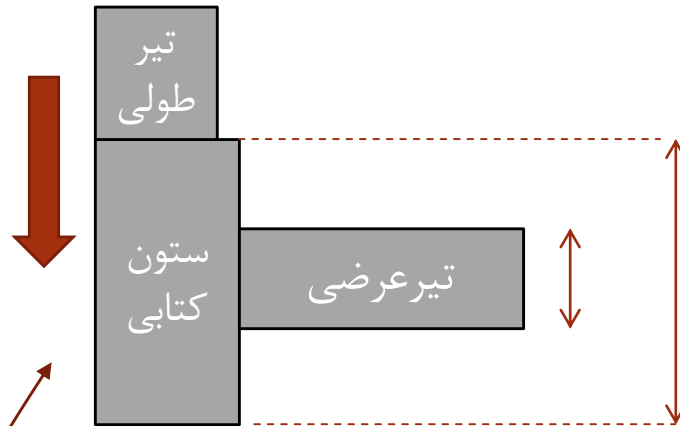 تیر
طولی
ستون
کتابی
تیرعرضی